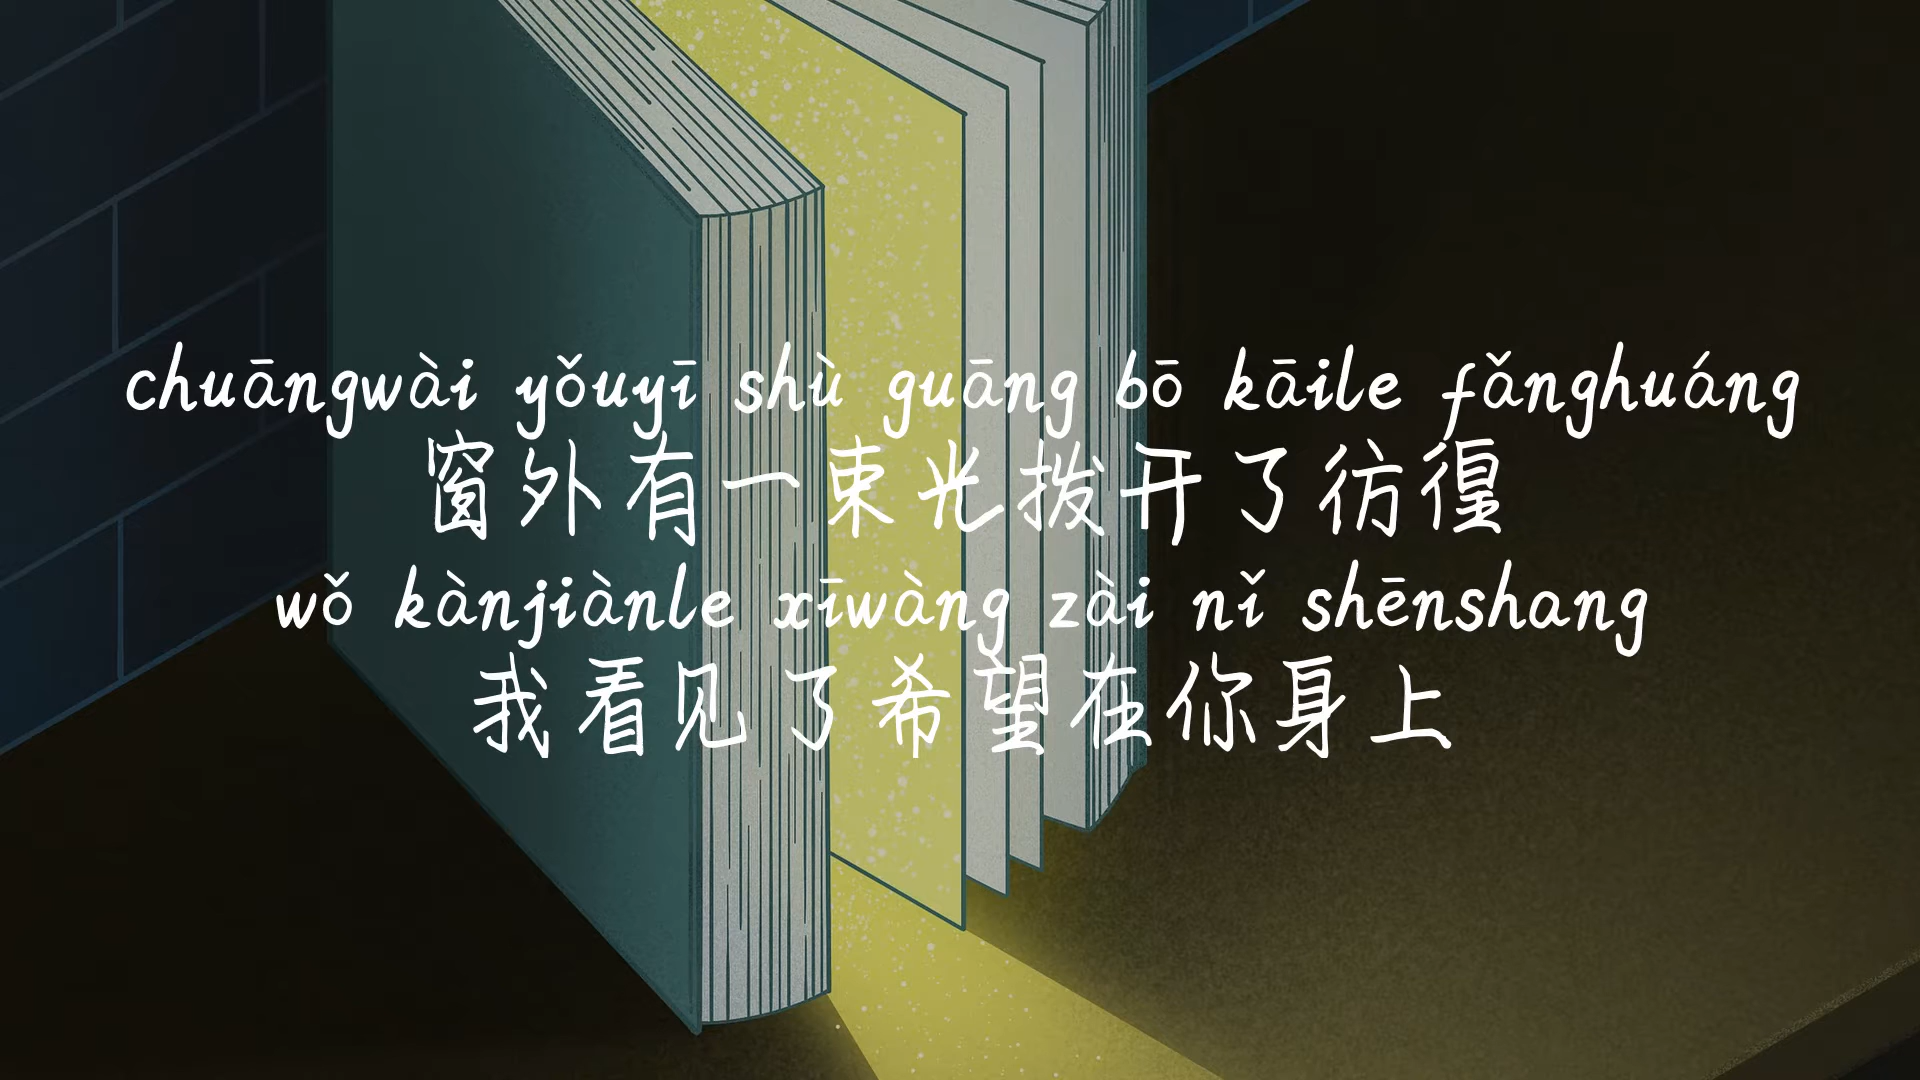 chuāngwài yǒuyī shù guāng bō kāile fǎnghuáng
窗外有一束光拨开了彷徨
wǒ kànjiànle xīwàng zài nǐ shēnshang
我看见了希望在你身上